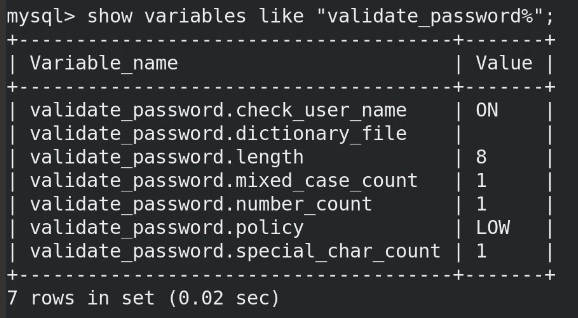 mysql> show variables like "validate_password%";
+--------------------------------------+-------+
| Variable_name                        | Value |
+--------------------------------------+-------+
| validate_password.check_user_name    | ON    |
| validate_password.dictionary_file    |       |
| validate_password.length             | 8     |
| validate_password.mixed_case_count   | 1     |
| validate_password.number_count       | 1     |
| validate_password.policy             | LOW   |
| validate_password.special_char_count | 1     |
+--------------------------------------+-------+
7 rows in set (0.02 sec)